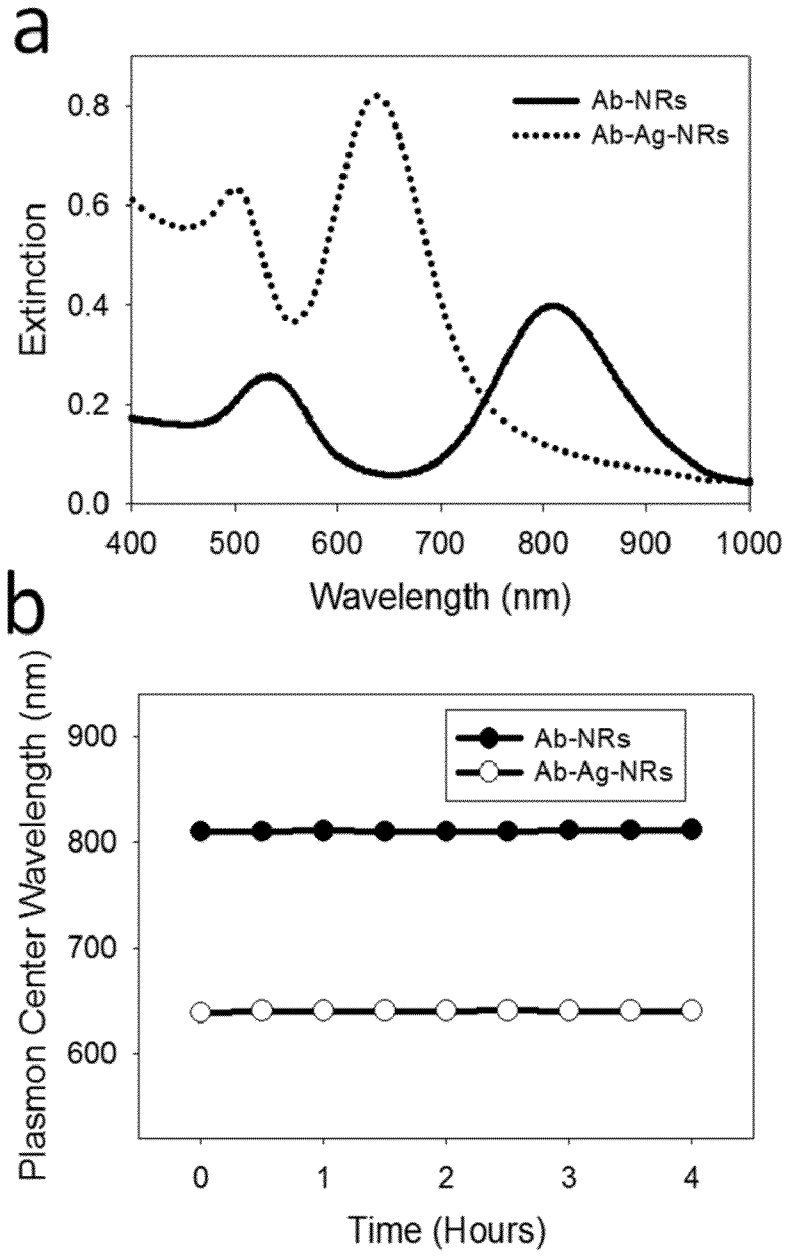 a
Ab-NRs
Ab-Ag-NRs
0.8
0.6
0.4
0.2
0.0
Extinction
400 500 600 700 800 900 1000
Wavelength (nm)
b
Ab-NRs
Ab-Ag-NRs
900
800
700
600
Plasmon Center Wavelength (nm)
0 1 2 3 4
Time (Hours)